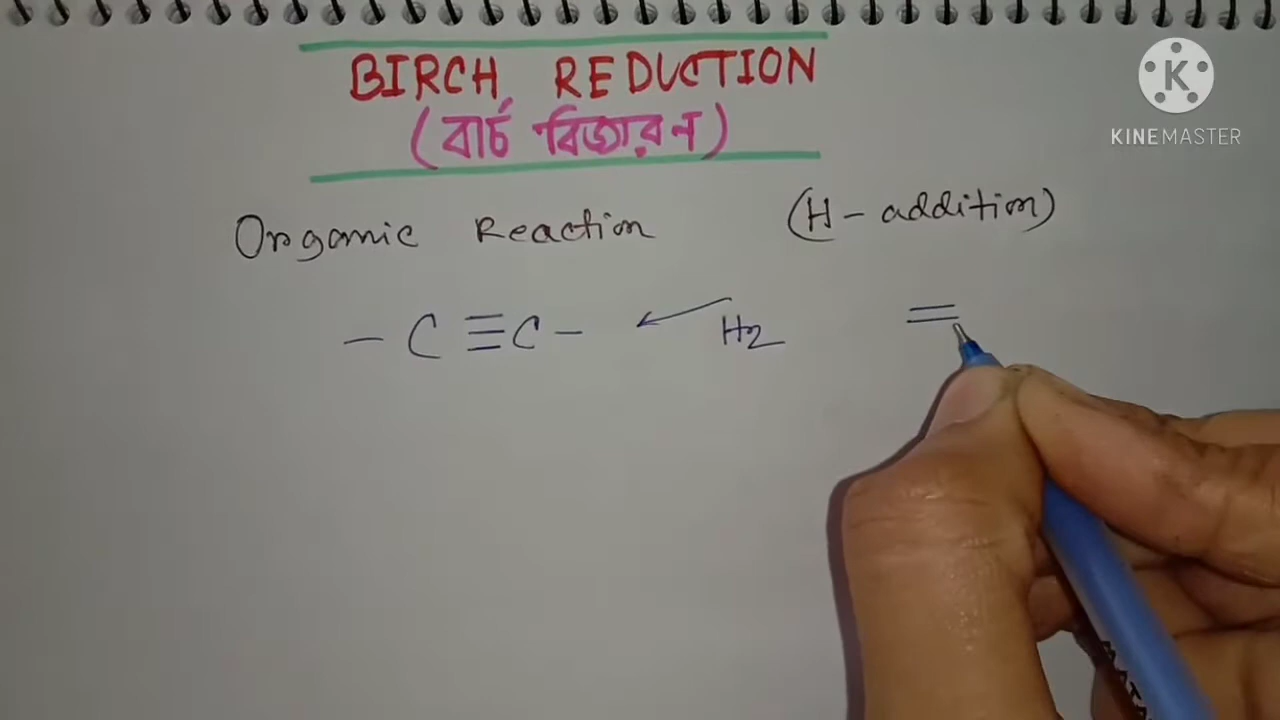 BIRCH REDUCTION
(বার্চ বিজারণ)
Organic Reaction (H - addition)
- C ≡ C - ← H2 =
K
KINEMASTER